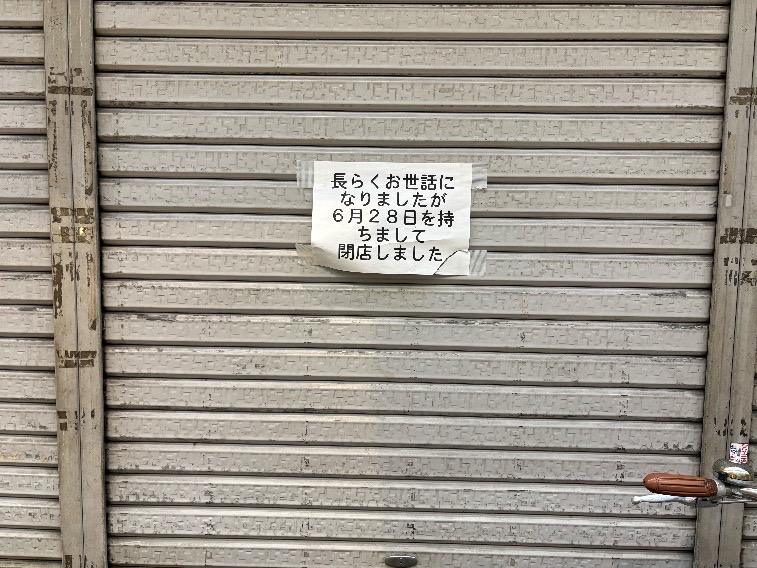 長らくお世話に
なりましたが
６月２８日を持
ちまして
閉店しました